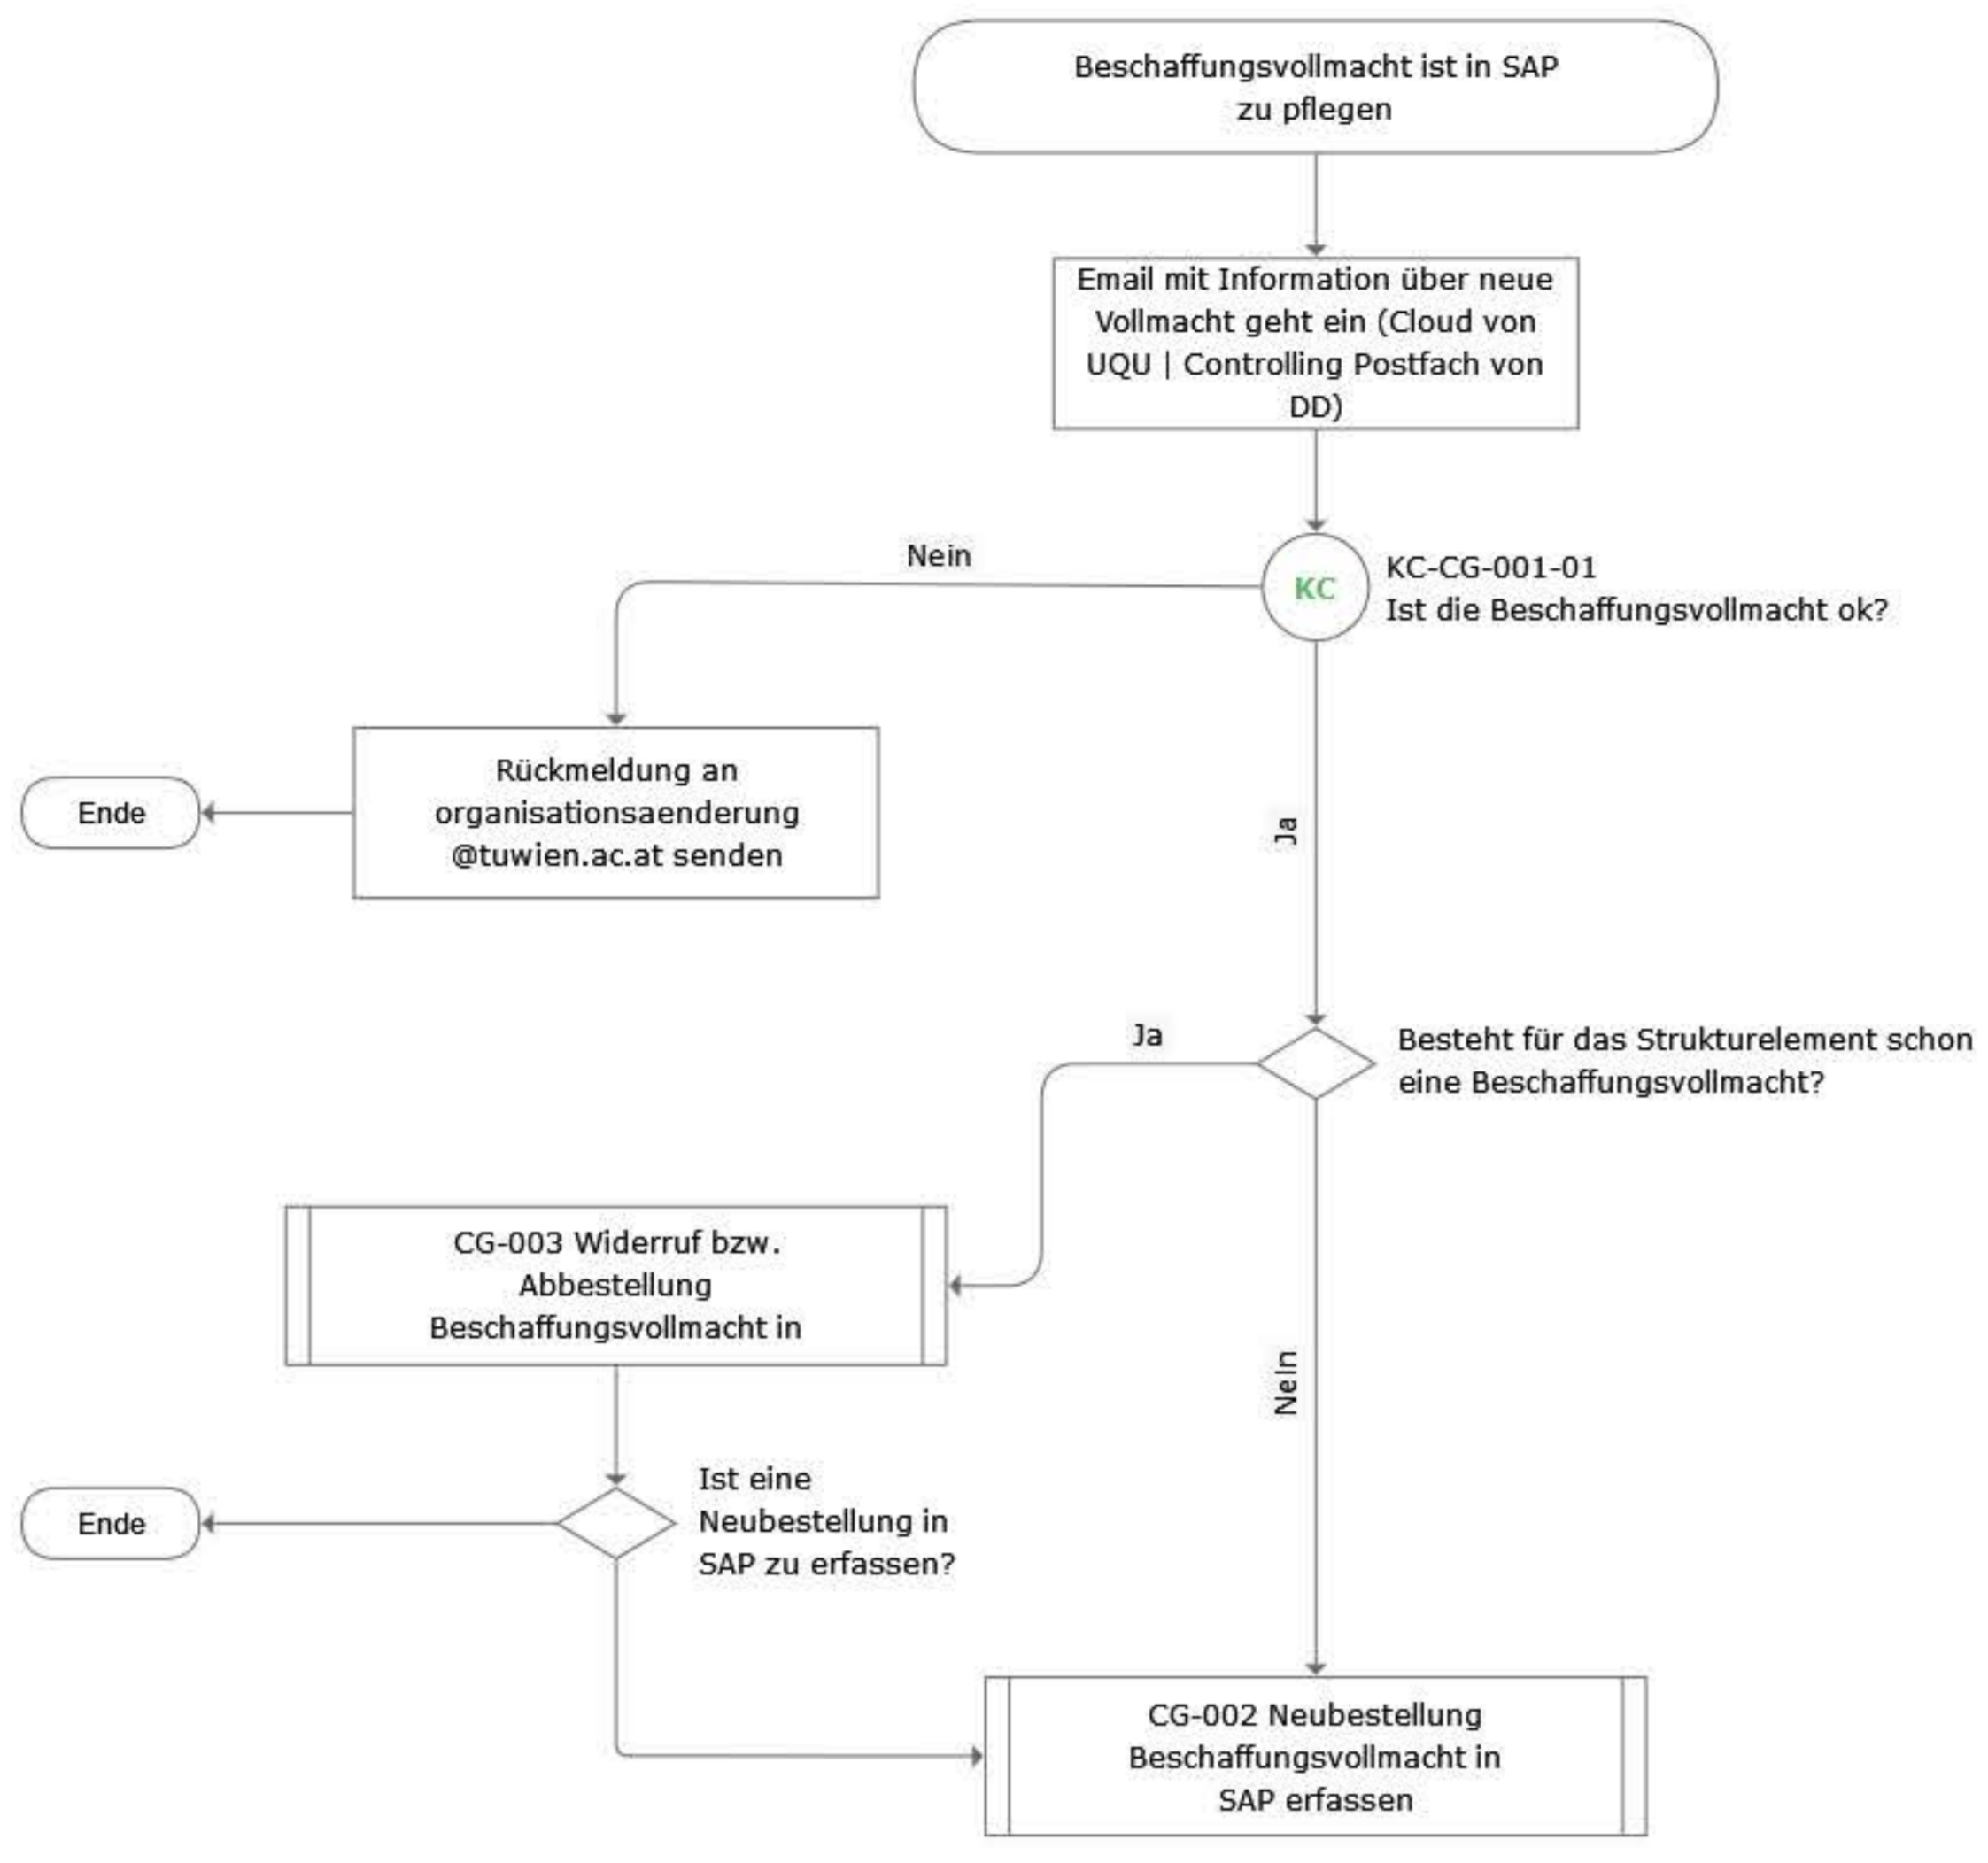 Beschaffungsvollmacht ist in SAP
zu pflegen
Email mit Information über neue
Vollmacht geht ein (Cloud von
UQU | Controlling Postfach von
DD)
Nein
KC
KC-CG-001-01
Ist die Beschaffungsvollmacht ok?
Rückmeldung an
organisationsaenderung
@tuwien.ac.at senden
Ende
Ja
Ja
Besteht für das Strukturelement schon
eine Beschaffungsvollmacht?
CG-003 Widerruf bzw.
Abbestellung
Beschaffungsvollmacht in
Nein
Ist eine
Neubestellung in
SAP zu erfassen?
Ende
CG-002 Neubestellung
Beschaffungsvollmacht in
SAP erfassen